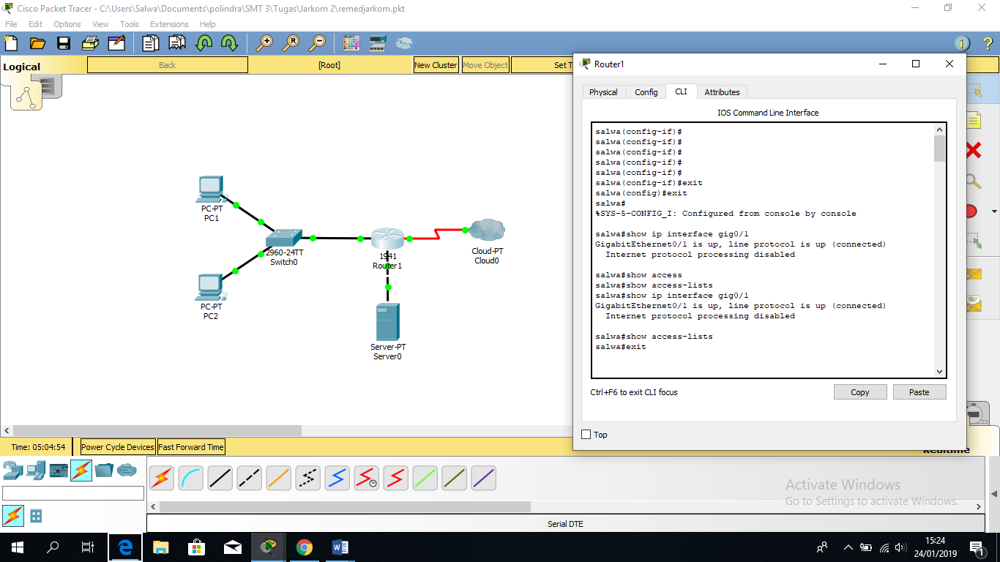 Cisco Packet Tracer - C:\Users\Salwa\Documents\polindra\SMT 3\Tugas\Jarkom 2\remedjarkom.pkt
File Edit Options View Tools Extensions Help
Logical
Back
[Root]
New Cluster
Move Object
Set T
PC-PT
PC1
2960-24TT
Switch0
PC-PT
PC2
1941
Router1
Cloud-PT
Cloud0
Server-PT
Server0
Router1
Physical Config CLI Attributes
IOS Command Line Interface
salwa(config-if)#
salwa(config-if)#
salwa(config-if)#
salwa(config-if)#
salwa(config-if)#
salwa(config-if)#exit
salwa(config)#exit
salwa#
%SYS-5-CONFIG_I: Configured from console by console
salwa#show ip interface gig0/1
GigabitEthernet0/1 is up, line protocol is up (connected)
Internet protocol processing disabled
salwa#show access
salwa#show access-lists
salwa#show ip interface gig0/1
GigabitEthernet0/1 is up, line protocol is up (connected)
Internet protocol processing disabled
salwa#show access-lists
salwa#exit
Ctrl+F6 to exit CLI focus
Copy
Paste
Top
Time: 05:04:54
Power Cycle Devices
Fast Forward Time
Realtime
Serial DTE
Activate Windows
Go to Settings to activate Windows.
SELECT
R
15:24
24/01/2019
1